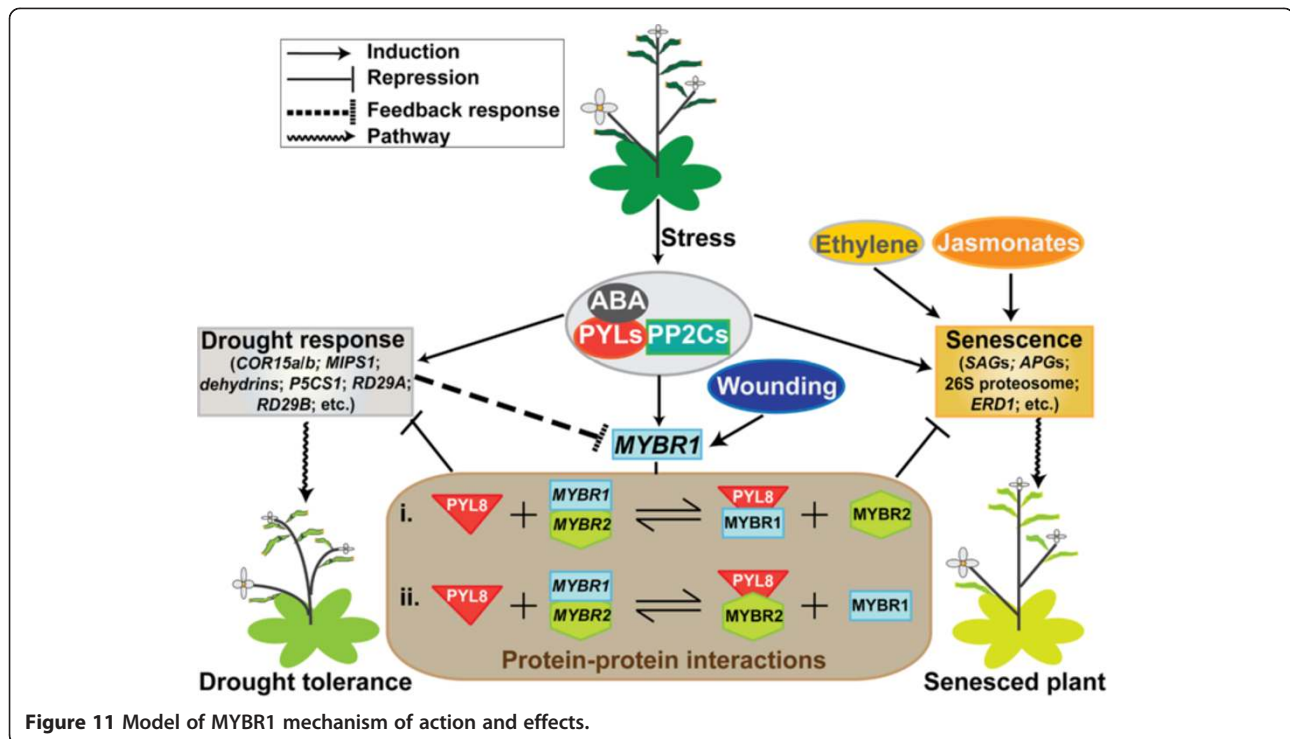 Induction
Repression
Feedback response
Pathway
Stress
Ethylene
Jasmonates
ABA
PYLs
PP2Cs
Drought response
(COR15a/b; MIPS1;
dehydrins; P5CS1; RD29A;
RD29B; etc.)
Wounding
Senescence
(SAGs; APGs;
26S proteosome;
ERD1; etc.)
MYBR1
i.
PYL8
+
MYBR1
MYBR2
PYL8
MYBR1
+
MYBR2
ii.
PYL8
+
MYBR1
MYBR2
PYL8
MYBR2
+
MYBR1
Protein-protein interactions
Drought tolerance
Senesced plant
Figure 11 Model of MYBR1 mechanism of action and effects.